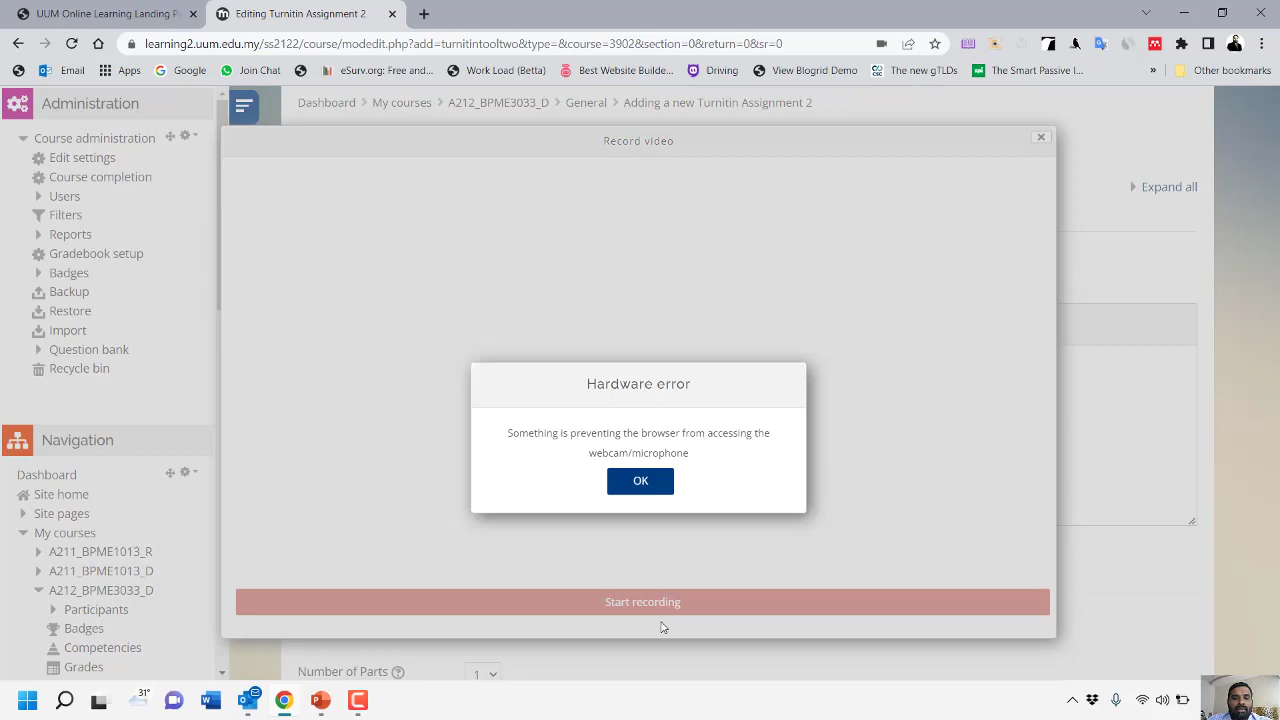 UUM Online Learning Landing P
Editing Turnitin Assignment 2
learning2.uum.edu.my/ss2122/course/modedit.php?add=turnitintooltwo&type=&course=3902&section=0&return=0&sr=0
Email
Apps
Google
Join Chat
eSurv.org: Free and...
Work Load (Betta)
Best Website Builde...
Driving
View Blogrid Demo
The new gTLDs
The Smart Passive I...
»
Other bookmarks
Administration
Course administration
Edit settings
Course completion
Users
Filters
Reports
Gradebook setup
Badges
Backup
Restore
Import
Question bank
Recycle bin
Navigation
Dashboard
Site home
Site pages
My courses
A211_BPME1013_R
A211_BPME1013_D
A212_BPME3033_D
Participants
Badges
Competencies
Grades
Dashboard > My courses > A212_BPME3033_D > General > Adding a new Turnitin Assignment 2
Record video
Expall all
Hardware error
Something is preventing the browser from accessing the
webcam/microphone
OK
Start recording
Number of Parts
1
31°